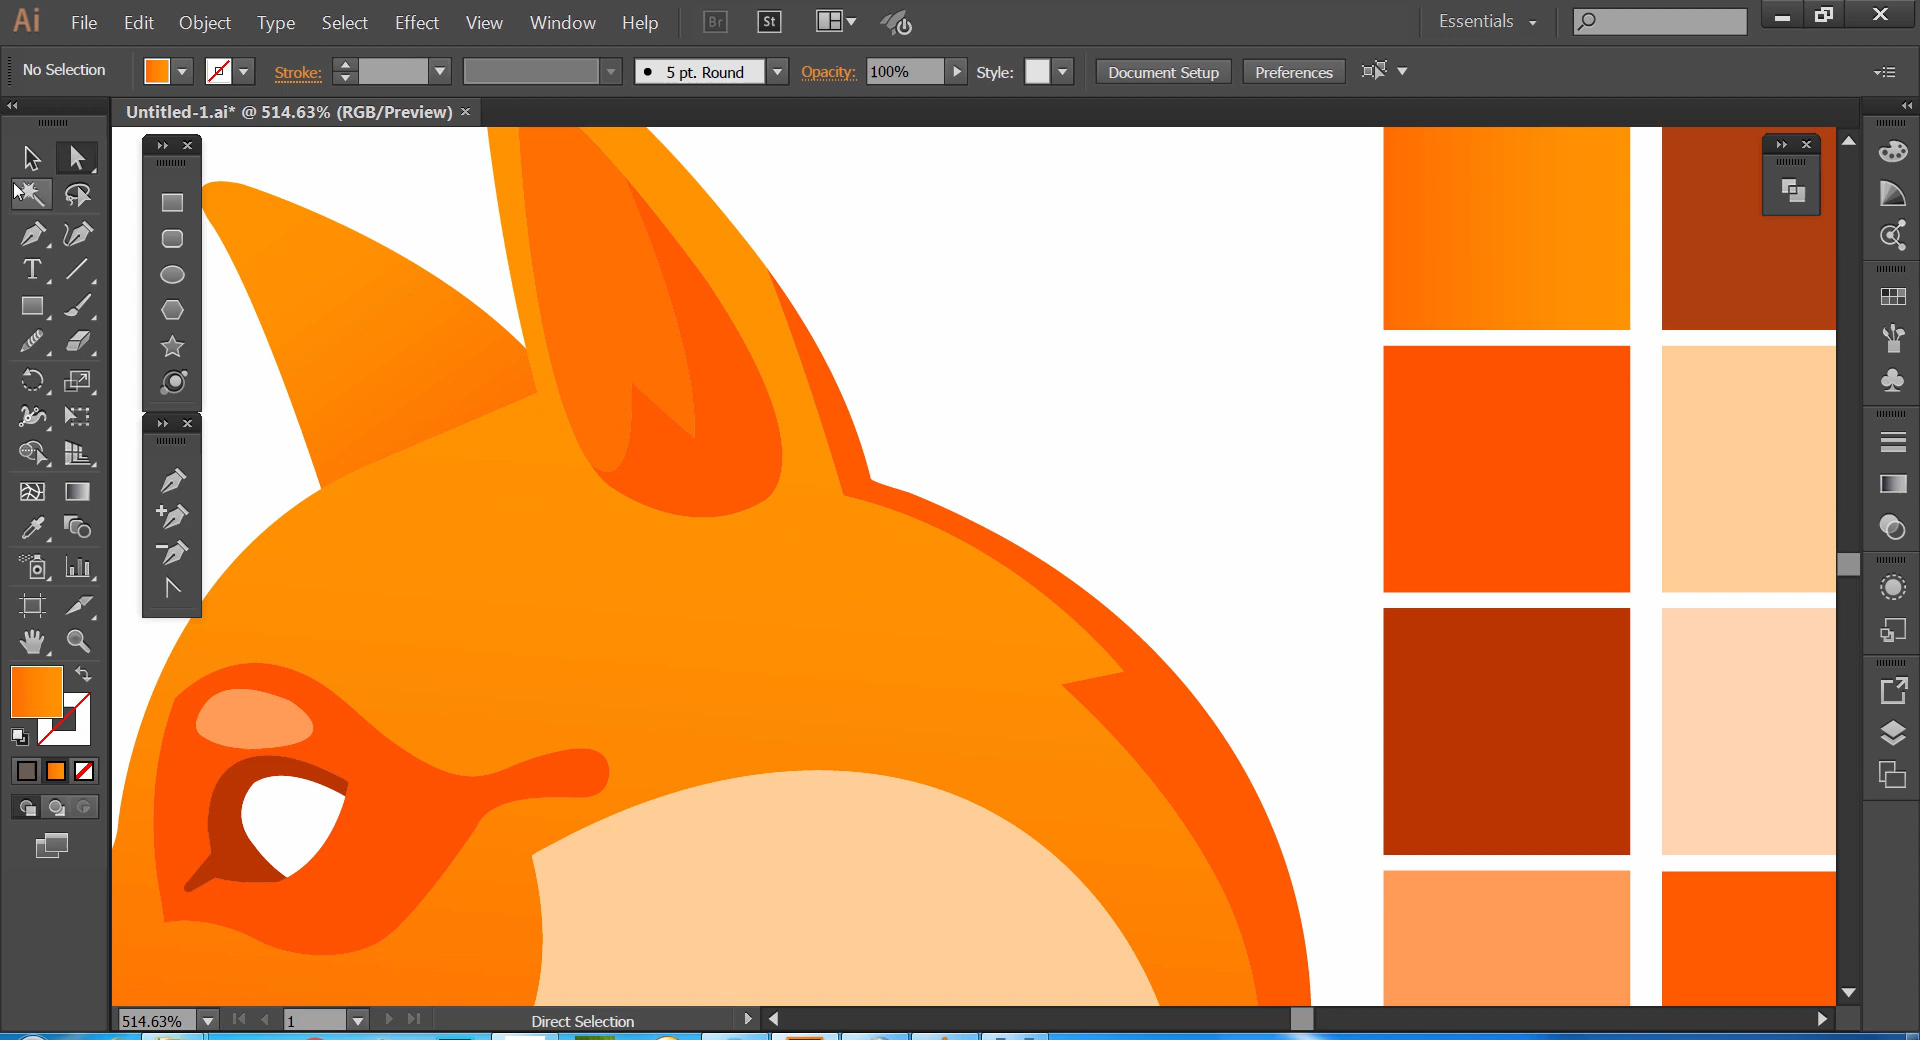 Ai File Edit Object Type Select Effect View Window Help Br St Essentials
No Selection Stroke: 5 pt. Round Opacity: 100% Style: Document Setup Preferences
Untitled-1.ai* @ 514.63% (RGB/Preview) ×
T
514.63% 1 Direct Selection